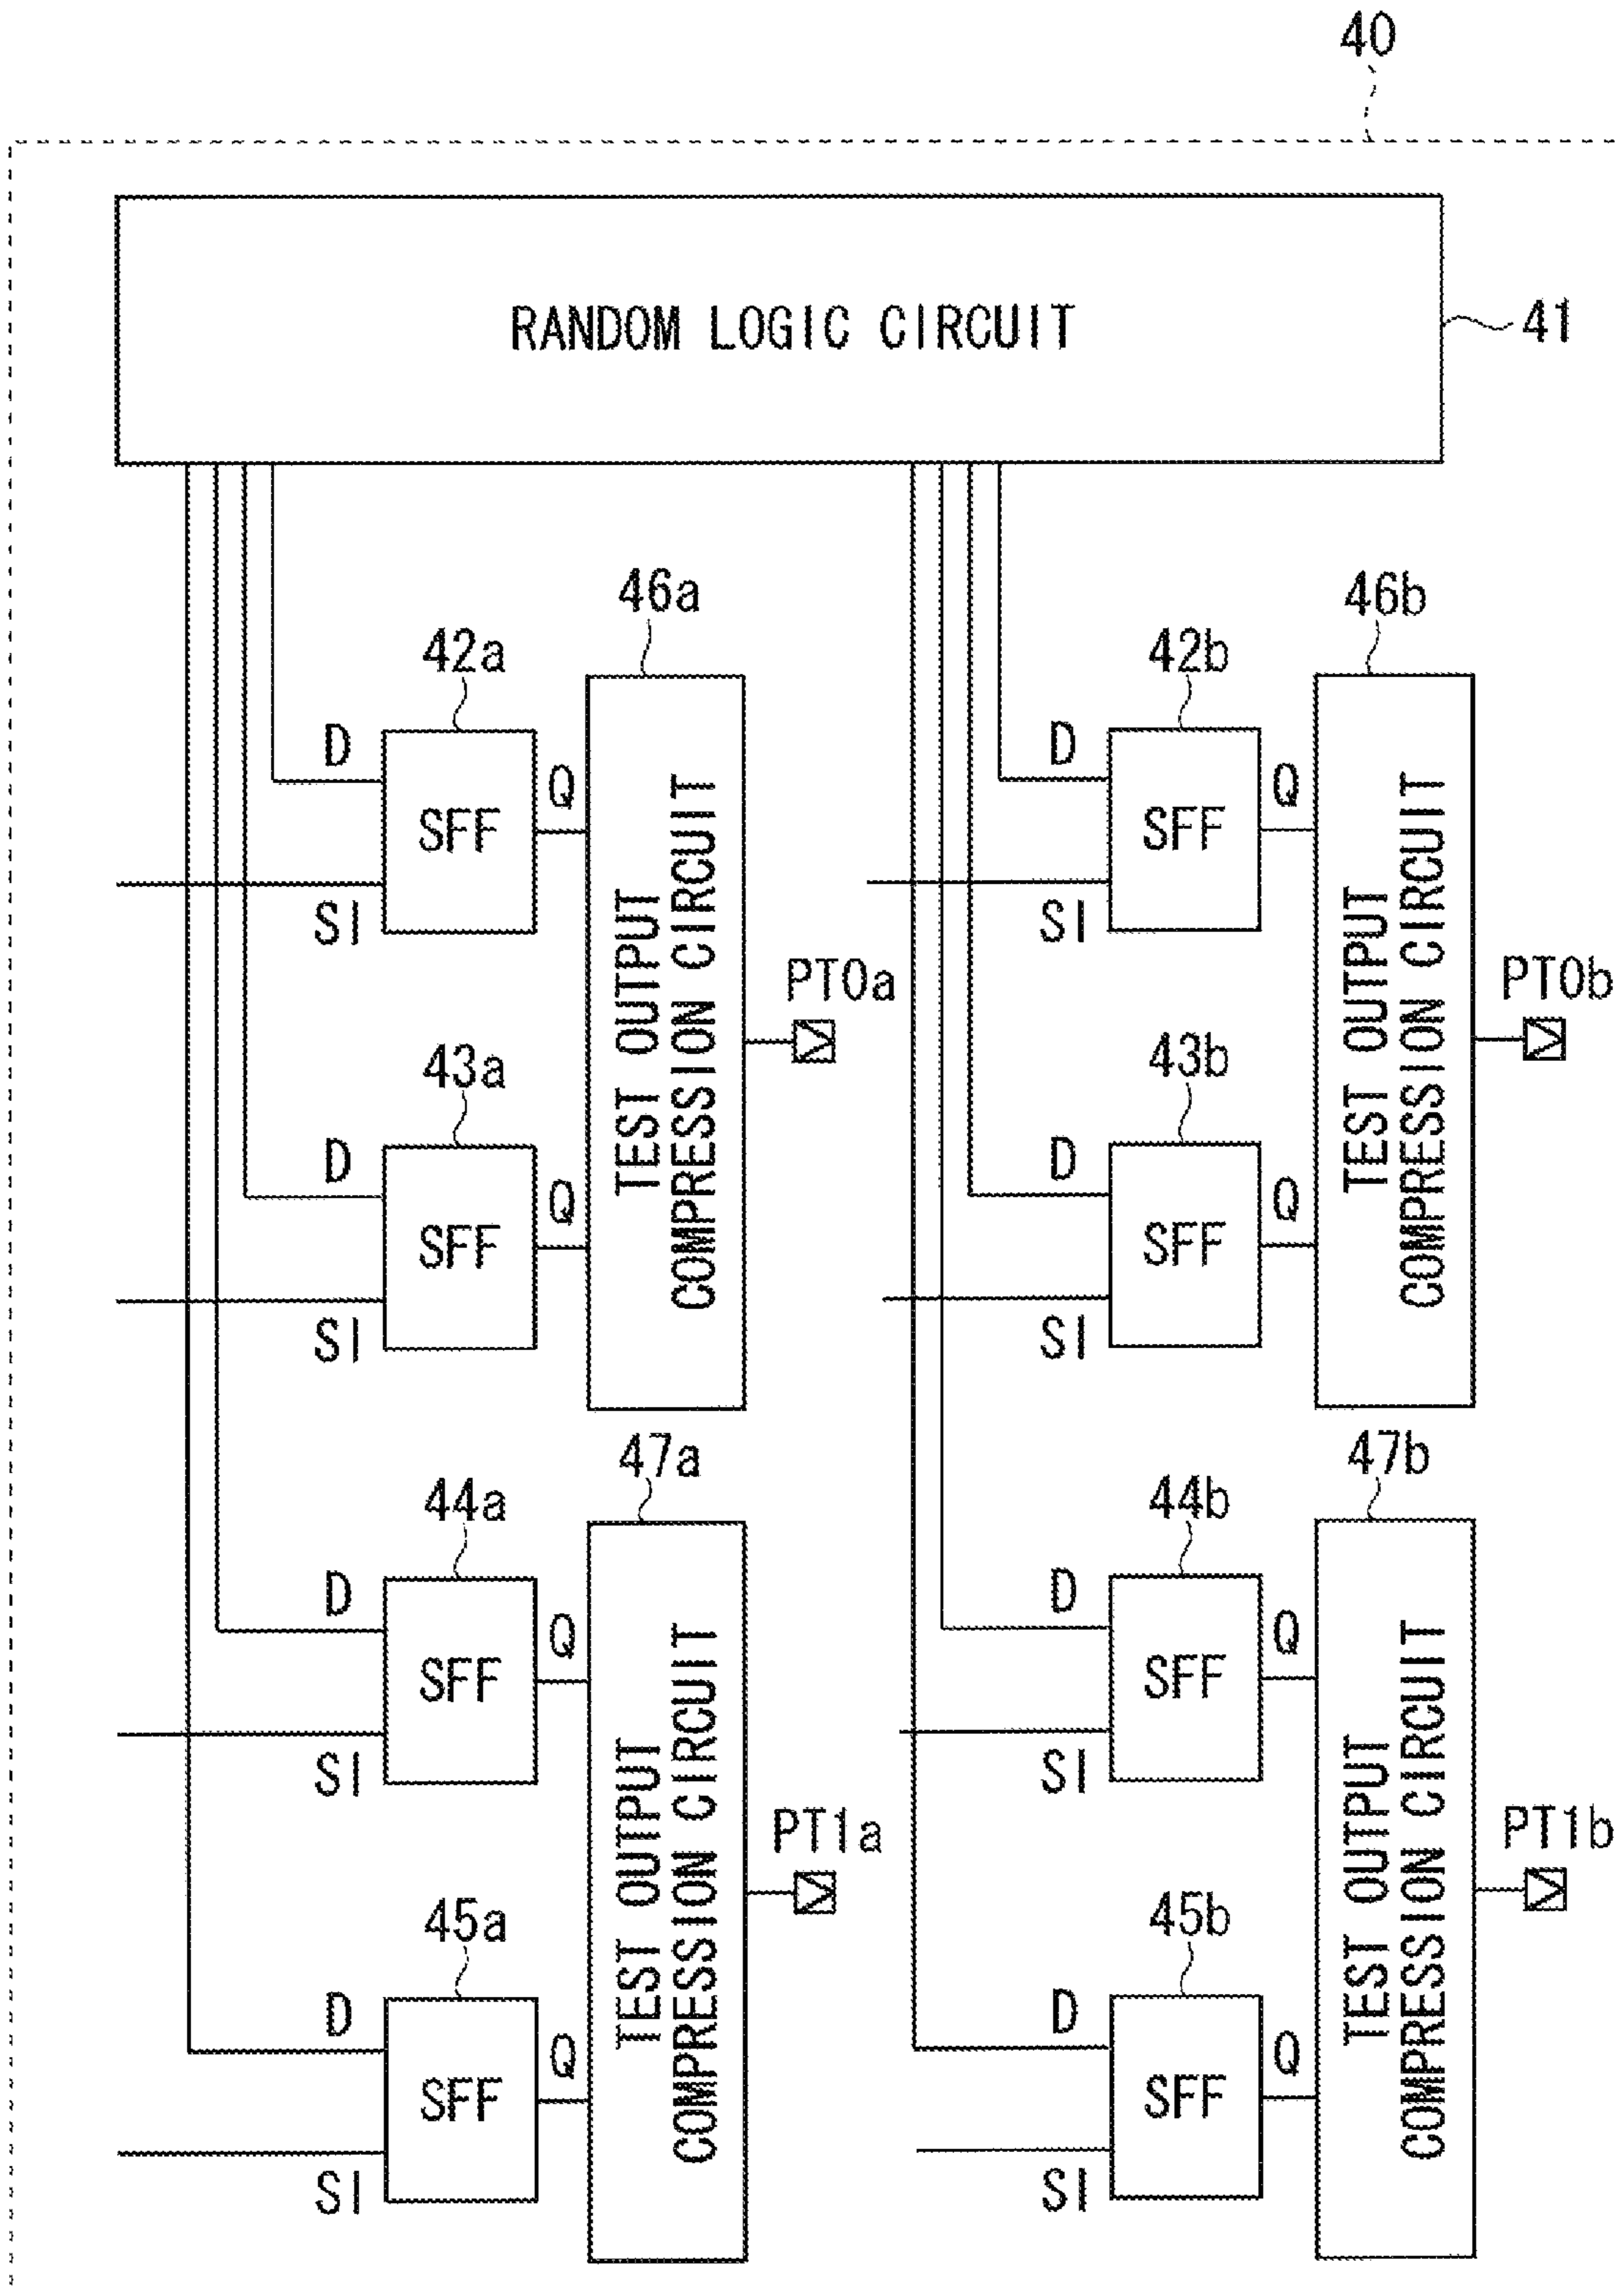 40
RANDOM LOGIC CIRCUIT
41
46a
42a
D
SFF
Q
SI
TEST OUTPUT
COMPRESSION CIRCUIT
PT0a
43a
D
SFF
Q
SI
46b
42b
D
SFF
Q
SI
TEST OUTPUT
COMPRESSION CIRCUIT
PT0b
43b
D
SFF
Q
SI
47a
44a
D
SFF
Q
SI
TEST OUTPUT
COMPRESSION CIRCUIT
PT1a
45a
D
SFF
Q
SI
47b
44b
D
SFF
Q
SI
TEST OUTPUT
COMPRESSION CIRCUIT
PT1b
45b
D
SFF
Q
SI